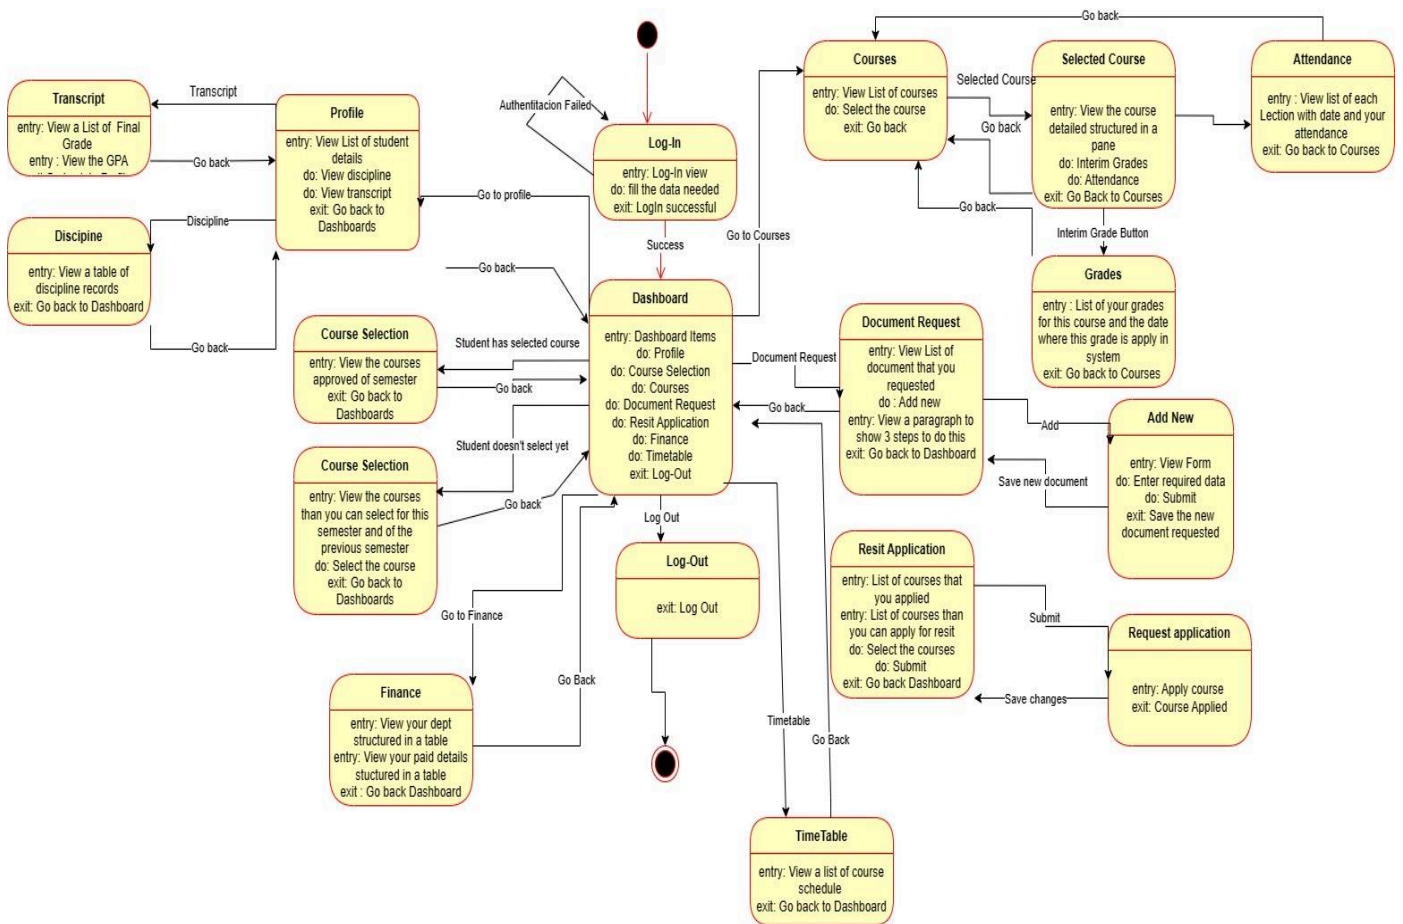 Go back
Transcript
entry: View a List of Final
Grade
entry : View the GPA
Transcript
Go back
Profile
entry: View List of student
details
do: View discipline
do: View transcript
exit: Go back to
Dashboards
Discipline
Go back
Discipine
entry: View a table of
discipline records
exit: Go back to Dashboard
Authentitacion Failed
Log-In
entry: Log-In view
do: fill the data needed
exit: LogIn successful
Go to profile
Success
Go back
Go to Courses
Courses
entry: View List of courses
do: Select the course
exit: Go back
Selected Course
Go back
Selected Course
entry: View the course
detailed structured in a
pane
do: Interim Grades
do: Attendance
exit: Go Back to Courses
Attendance
entry : View list of each
Lection with date and your
attendance
exit: Go back to Courses
Go back
Interim Grade Button
Grades
entry : List of your grades
for this course and the date
where this grade is apply in
system
exit: Go back to Courses
Dashboard
entry: Dashboard Items
do: Profile
do: Course Selection
do: Courses
do: Document Request
do: Resit Application
do: Finance
do: Timetable
exit: Log-Out
Course Selection
entry: View the courses
approved of semester
exit: Go back to
Dashboards
Student has selected course
Go back
Student doesn't select yet
Course Selection
entry: View the courses
than you can select for this
semester and of the
previous semester
do: Select the course
exit: Go back to
Dashboards
Go back
Document Request
Go back
Document Request
entry: View List of
document that you
requested
do : Add new
entry: View a paragraph to
show 3 steps to do this
exit: Go back to Dashboard
Add
Save new document
Add New
entry: View Form
do: Enter required data
do: Submit
exit: Save the new
document requested
Log Out
Log-Out
exit: Log Out
Go to Finance
Go Back
Finance
entry: View your dept
structured in a table
entry: View your paid details
stuctured in a table
exit : Go back Dashboard
Resit Application
entry: List of courses that
you applied
entry: List of courses than
you can apply for resit
do: Select the courses
do: Submit
exit: Go back Dashboard
Submit
Save changes
Request application
entry: Apply course
exit: Course Applied
Timetable
Go Back
TimeTable
entry: View a list of course
schedule
exit: Go back to Dashboard